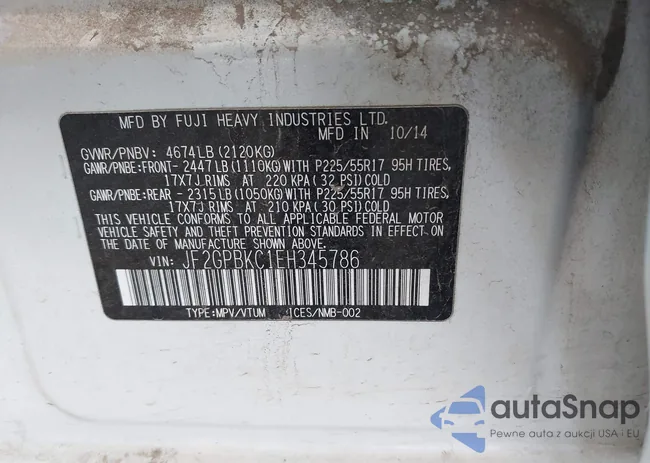 MFD BY FUJI HEAVY INDUSTRIES LTD.
MFD IN 10/14
GVWR/PNBV: 4674LB (2120KG)
GAWR/PNBE: FRONT- 2447LB (1110KG) WITH P225/55R17 95H TIRES,
17X7J RIMS AT 220 KPA (32 PSI) COLD
GAWR/PNBE: REAR - 2315LB (1050KG) WITH P225/55R17 95H TIRES,
17X7J RIMS AT 210 KPA (30 PSI) COLD
THIS VEHICLE CONFORMS TO ALL APPLICABLE FEDERAL MOTOR
VEHICLE SAFETY, BUMPER, AND THEFT PREVENTION
STANDARDS IN EFFECT ON THE DATE OF MANUFACTURE SHOWN ABOVE.
VIN: JF2GPBKC1EH345786
TYPE:MPV/VTUM ICES/NMB-002
autaSnap
Pewne auta z aukcji USA i EU